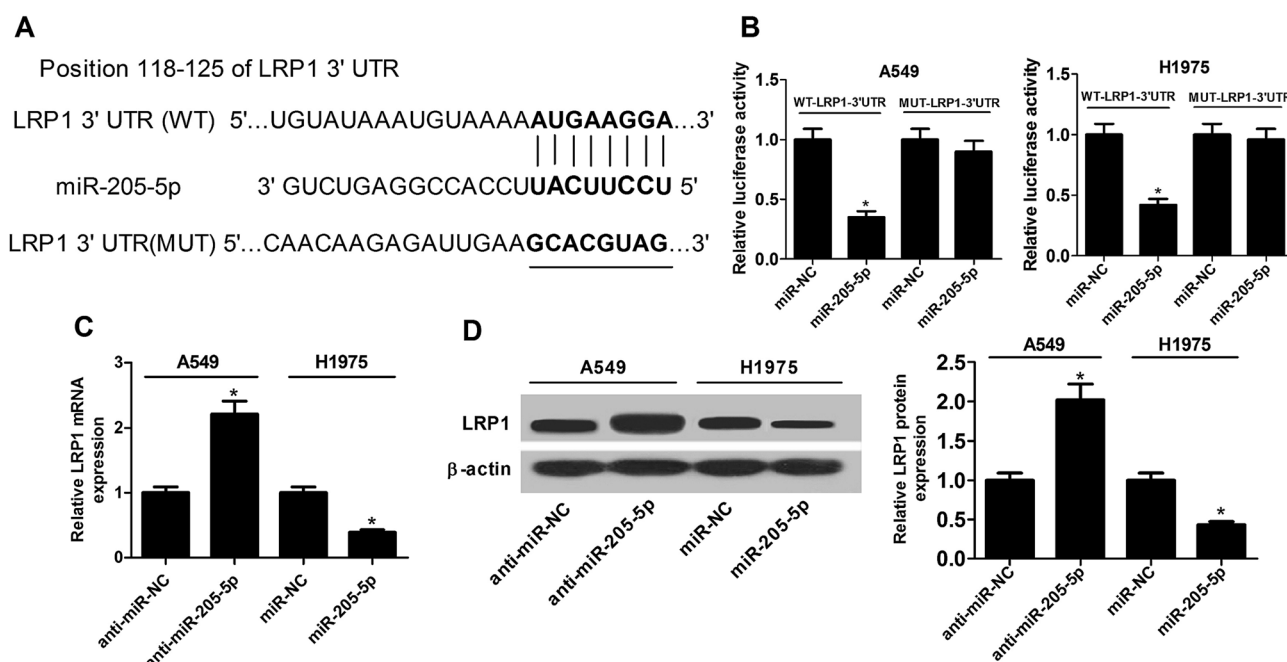 A
Position 118-125 of LRP1 3' UTR
LRP1 3' UTR (WT) 5'...UGUAUAAAUGUAAAAAUGAAGGA...3'
miR-205-5p 3' GUCUGAGGCCACCUUACUUCCU 5'
LRP1 3' UTR(MUT) 5'...CAACAAGAGAUUGAAGCACGUAG...3'
B
A549
Relative luciferase activity
WT-LRP1-3'UTR MUT-LRP1-3'UTR
1.5
1.0
0.5
0.0
*
miR-NC
miR-205-5p
miR-NC
miR-205-5p
H1975
Relative luciferase activity
WT-LRP1-3'UTR MUT-LRP1-3'UTR
1.5
1.0
0.5
0.0
*
miR-NC
miR-205-5p
miR-NC
miR-205-5p
C
A549 H1975
Relative LRP1 mRNA
expression
3
2
1
0
*
*
anti-miR-NC
anti-miR-205-5p
miR-NC
miR-205-5p
D
A549 H1975
LRP1
β-actin
anti-miR-NC
anti-miR-205-5p
miR-NC
miR-205-5p
A549 H1975
Relative LRP1 protein
expression
2.5
2.0
1.5
1.0
0.5
0.0
*
*
anti-miR-NC
anti-miR-205-5p
miR-NC
miR-205-5p